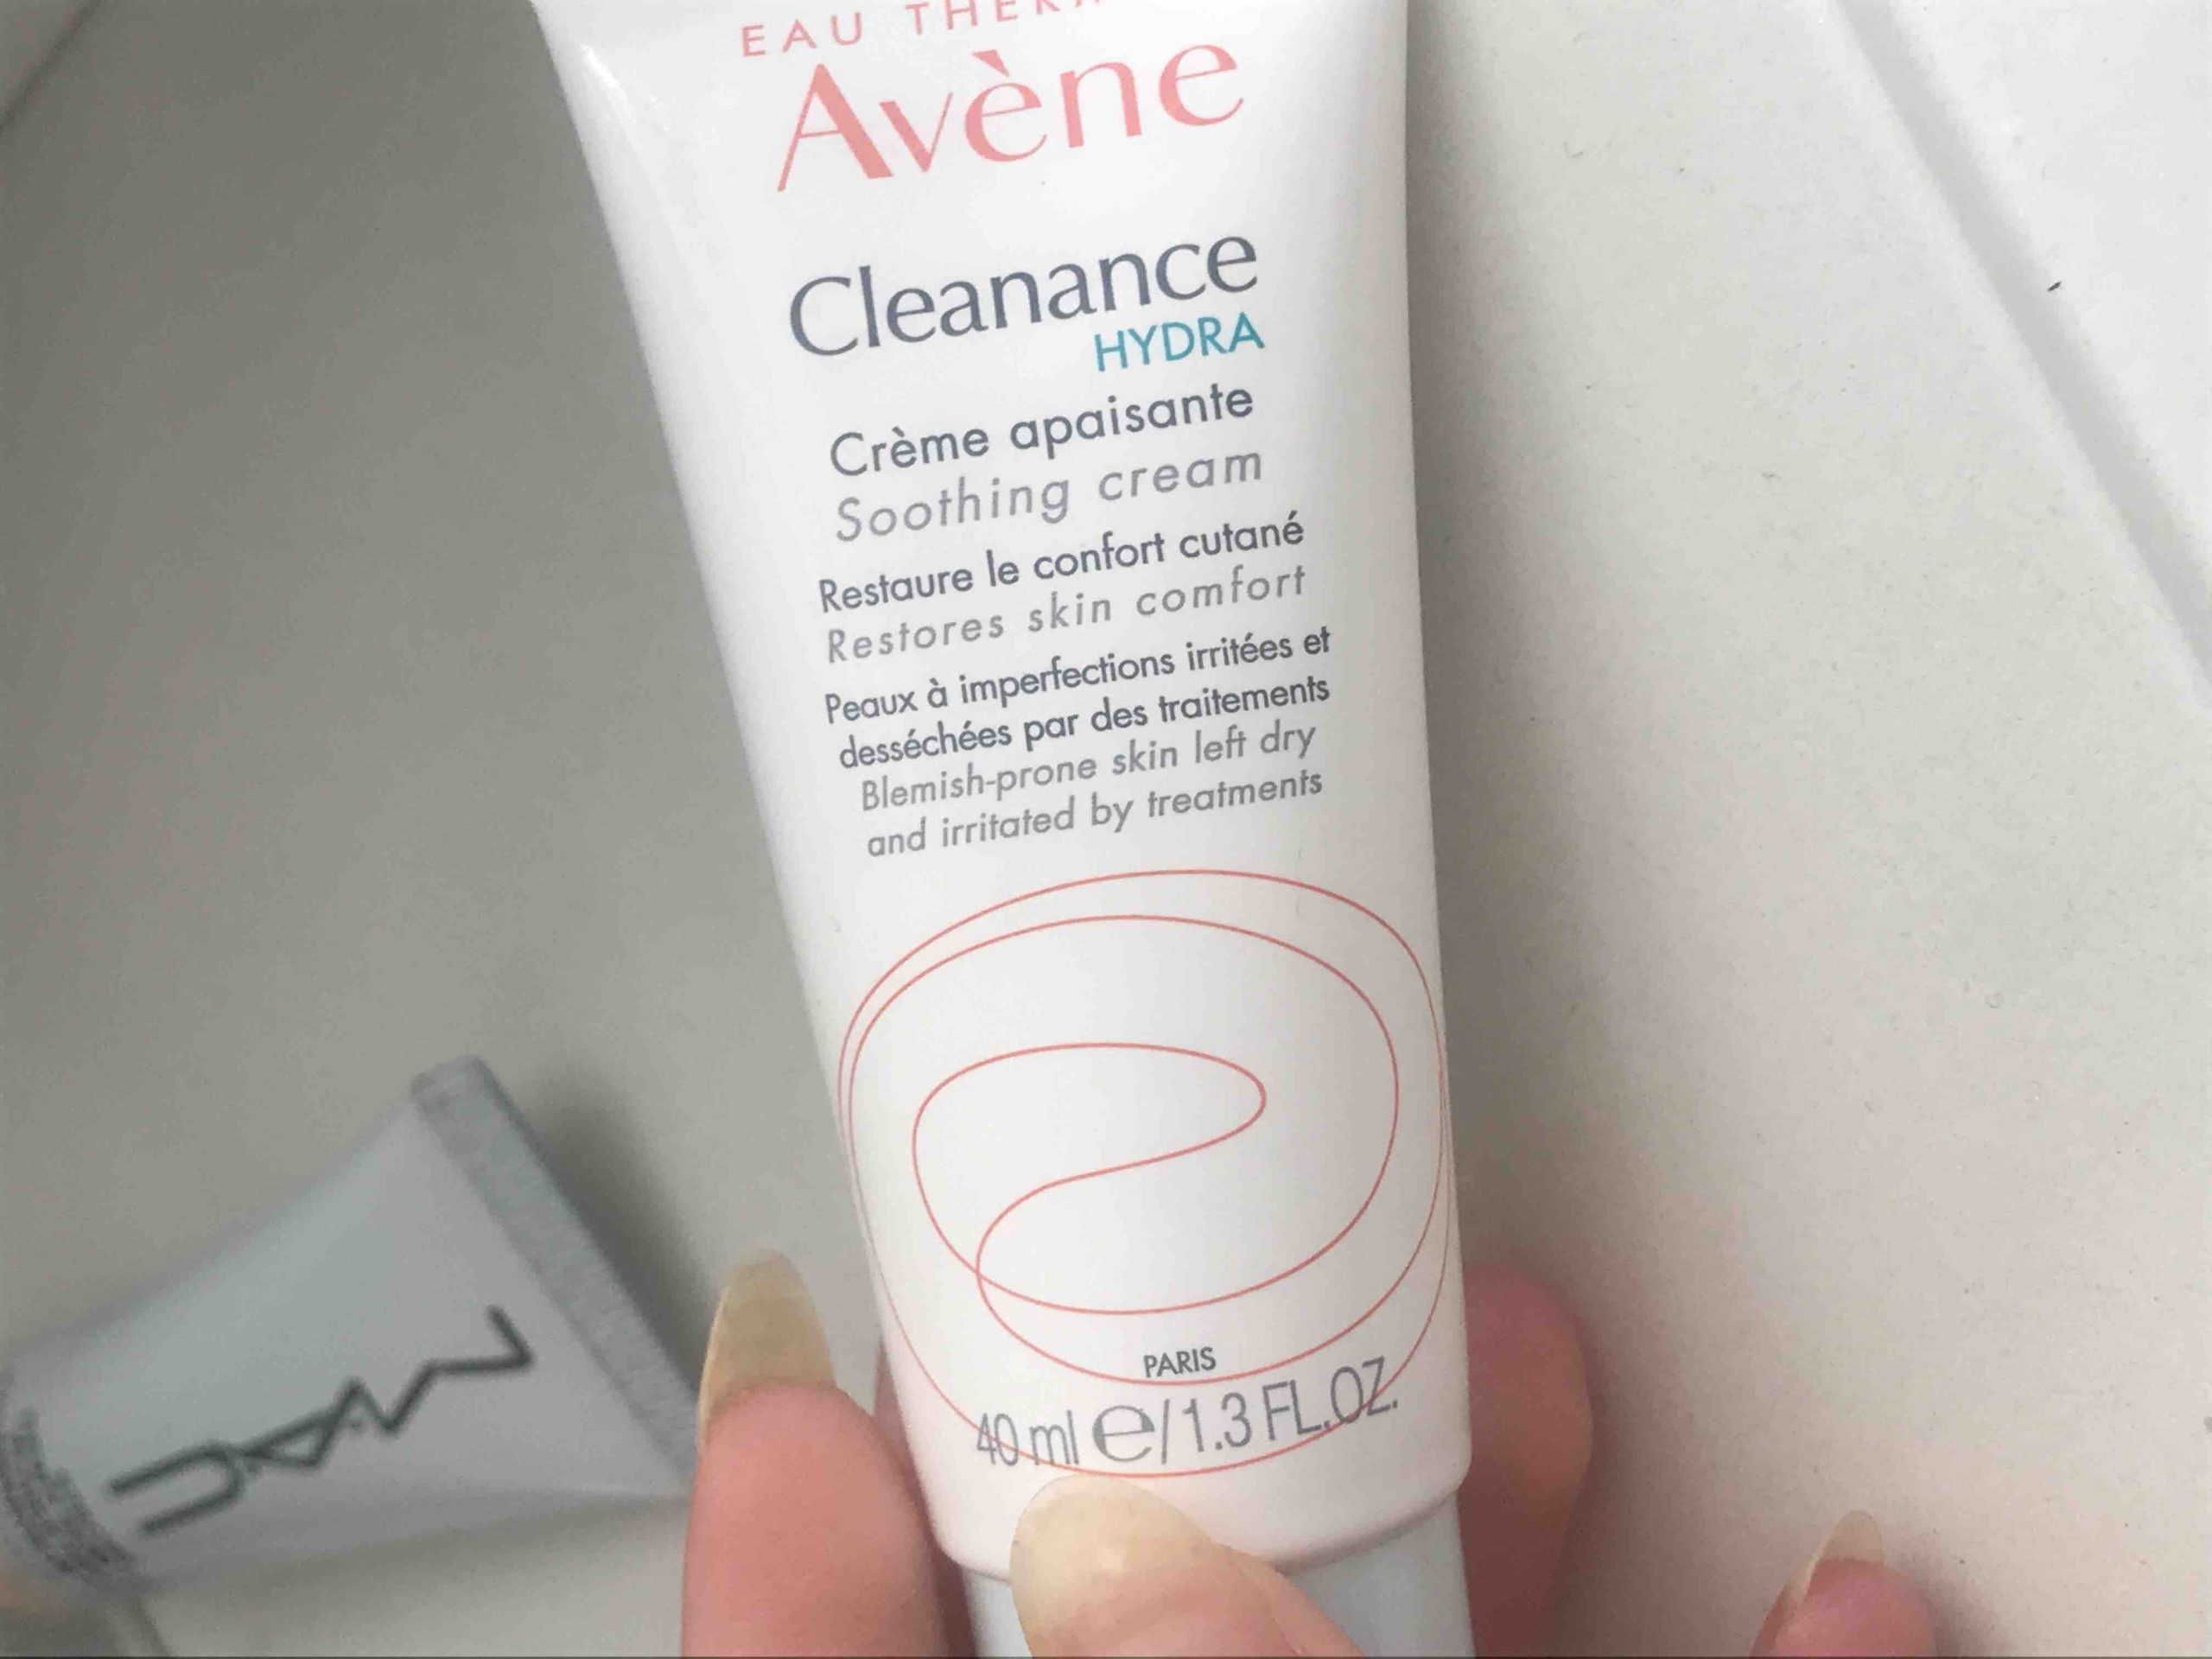 EAU
Avène
Cleanance
HYDRA
Crème apaisante
Soothing cream
Restaure le confort cutané
Restores skin comfort
Peaux à imperfections irritées et
desséchées par des traitements
Blemish-prone skin left dry
and irritated by treatments
PARIS
40 ml e/1.3 FL.OZ.
MAC